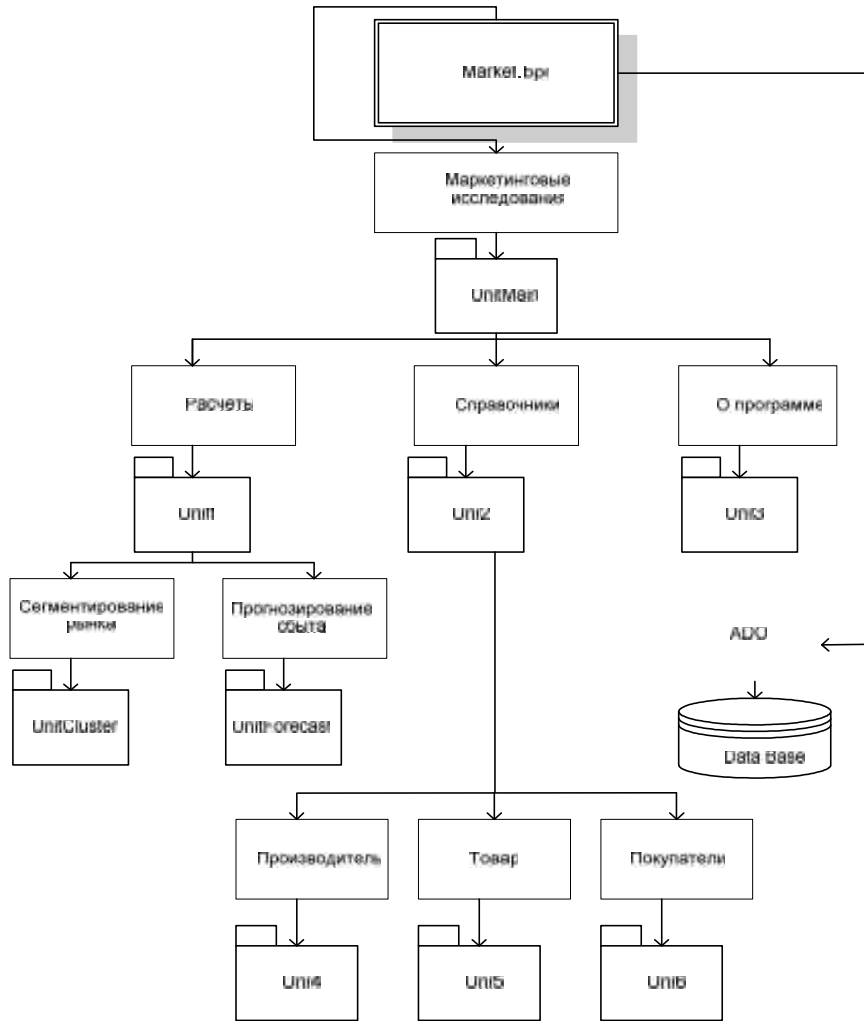 Market.bpr
Маркетинговые
исследования
UnitMain
Расчеты
Справочники
О программе
Unit1
Unit2
Unit3
Сегментирование
рынка
Прогнозирование
сбыта
ADO
UnitCluster
UnitForecast
Data Base
Производитель
Товар
Покупатели
Unit4
Unit5
Unit6